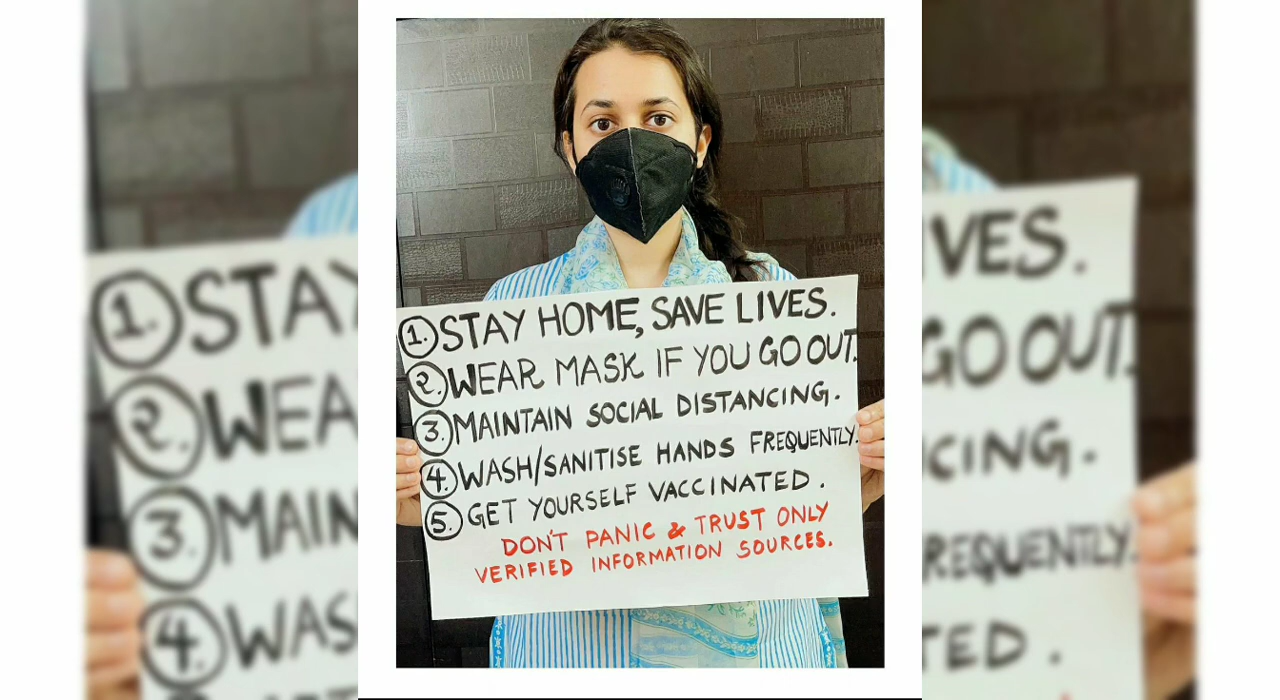 1. STAY HOME, SAVE LIVES.
2. WEAR MASK IF YOU GO OUT.
3. MAINTAIN SOCIAL DISTANCING.
4. WASH/SANITISE HANDS FREQUENTLY.
5. GET YOURSELF VACCINATED.
DON'T PANIC & TRUST ONLY
VERIFIED INFORMATION SOURCES.